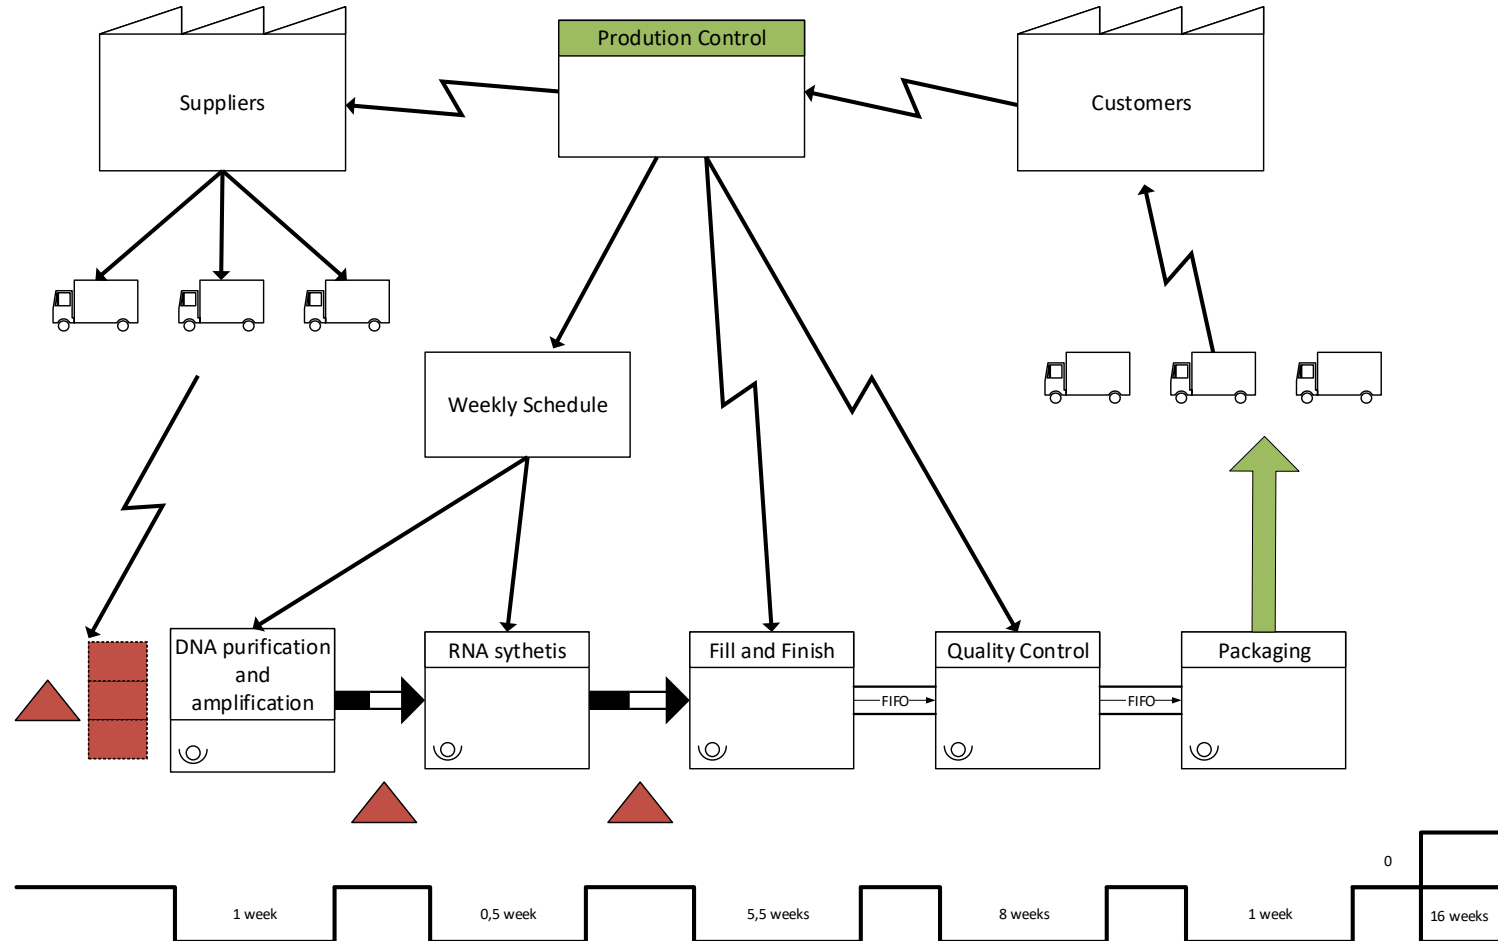 Prodution Control
Suppliers
Customers
Weekly Schedule
DNA purification
and
amplification
RNA sythetis
Fill and Finish
Quality Control
Packaging
FIFO
FIFO
0
1 week
0,5 week
5,5 weeks
8 weeks
1 week
16 weeks